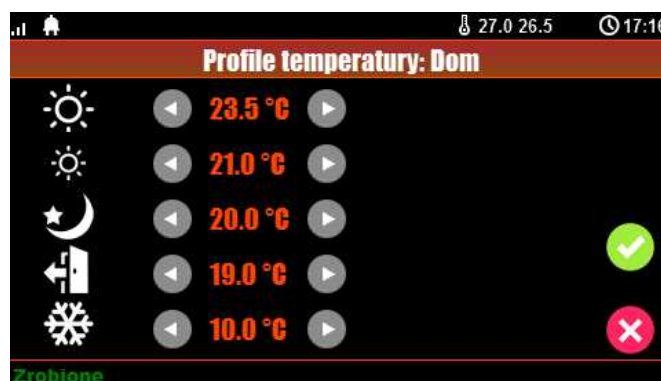 27.0 26.5 17:16
Profile temperatury: Dom
23.5 °C
21.0 °C
20.0 °C
19.0 °C
10.0 °C
Zrobione